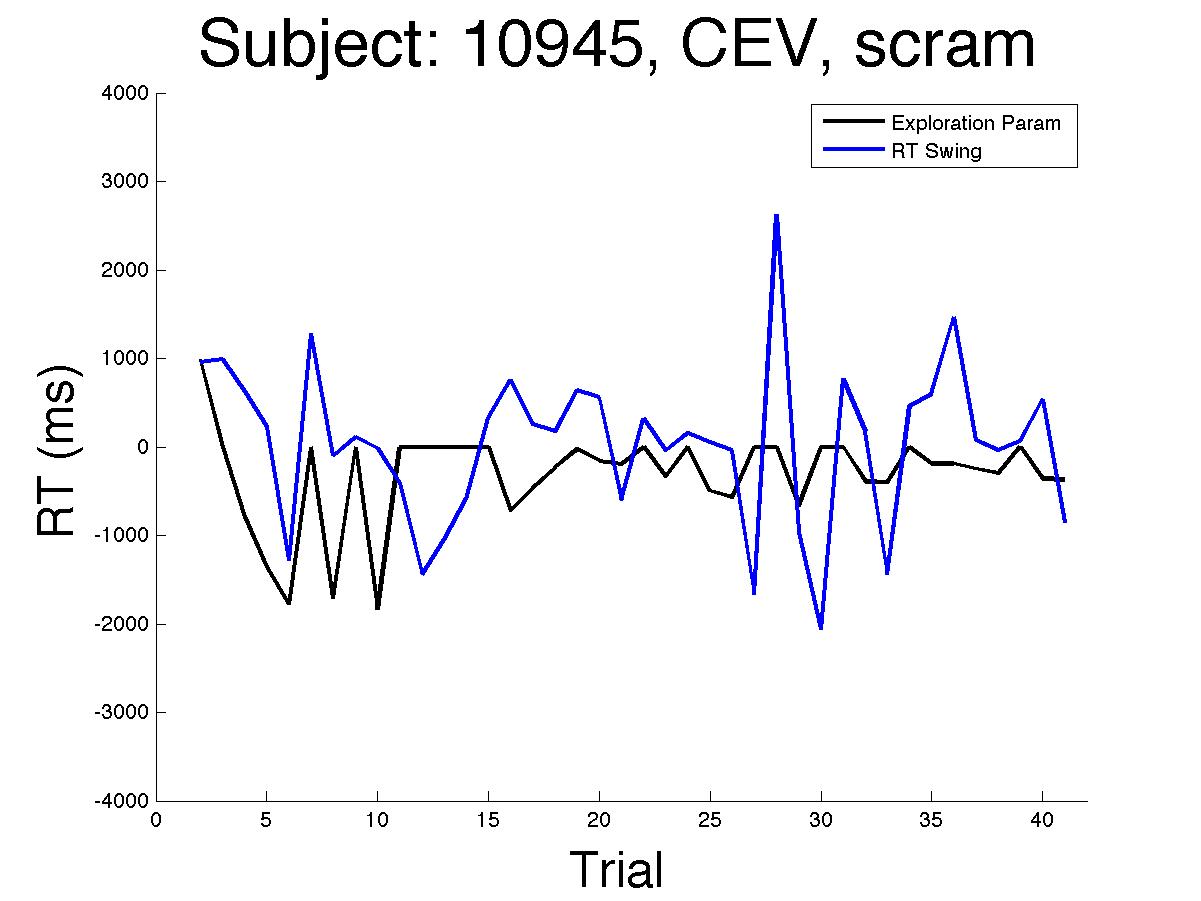 Subject: 10945, CEV, scram
4000
3000
2000
1000
0
-1000
-2000
-3000
-4000
RT (ms)
Exploration Param
RT Swing
0 5 10 15 20 25 30 35 40
Trial